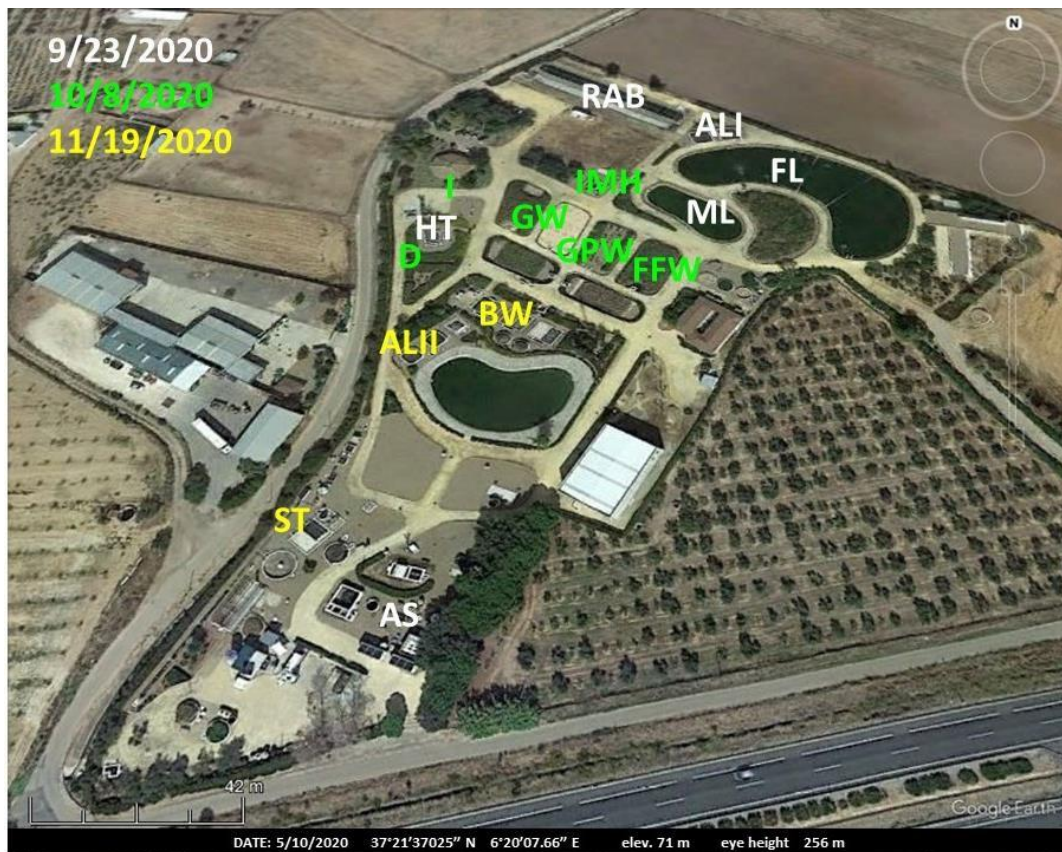 9/23/2020
10/8/2020
11/19/2020
N
RAB
ALI
FL
IMH
I
ML
GW
HT
GPW
D
FFW
BW
ALII
ST
AS
42 m
Google Earth
DATE: 5/10/2020 37°21'37025" N 6°20'07.66" E elev. 71 m eye height 256 m